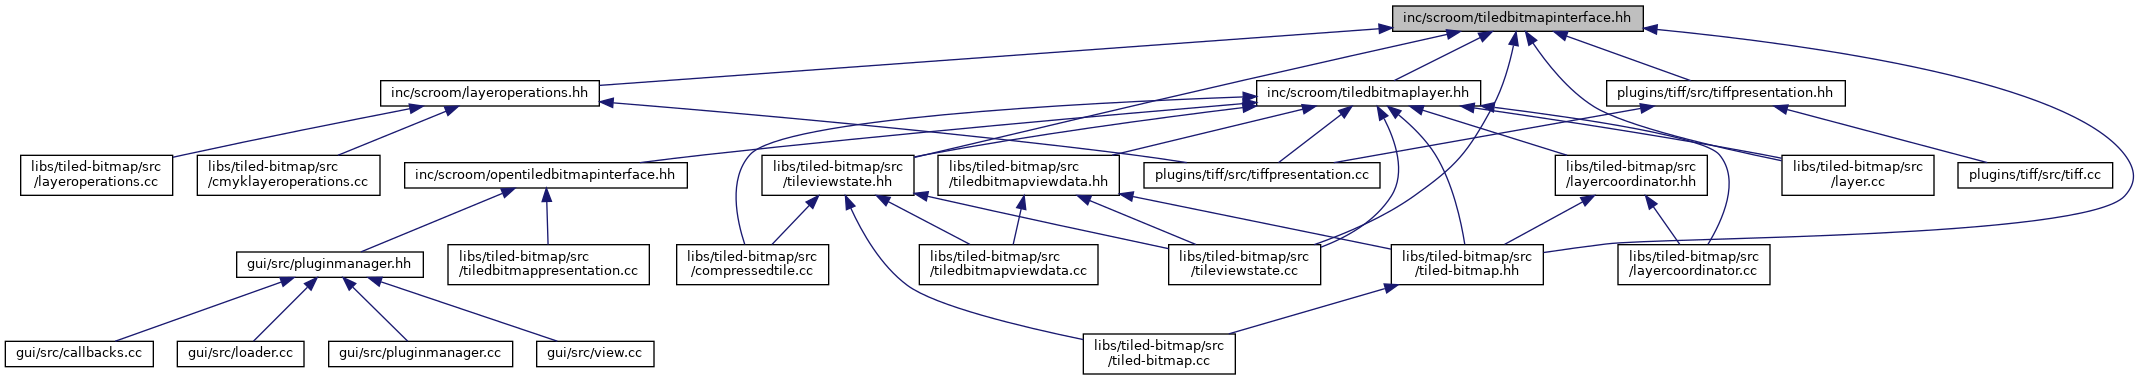 inc/scroom/tiledbitmapinterface.hh
inc/scroom/layeroperations.hh
inc/scroom/tiledbitmaplayer.hh
plugins/tiff/src/tiffpresentation.hh
libs/tiled-bitmap/src
/layeroperations.cc
libs/tiled-bitmap/src
/cmyklayeroperations.cc
inc/scroom/opentiledbitmapinterface.hh
libs/tiled-bitmap/src
/tileviewstate.hh
libs/tiled-bitmap/src
/tiledbitmapviewdata.hh
plugins/tiff/src/tiffpresentation.cc
libs/tiled-bitmap/src
/layercoordinator.hh
libs/tiled-bitmap/src
/layer.cc
plugins/tiff/src/tiff.cc
gui/src/pluginmanager.hh
libs/tiled-bitmap/src
/tiledbitmappresentation.cc
libs/tiled-bitmap/src
/compressedtile.cc
libs/tiled-bitmap/src
/tiledbitmapviewdata.cc
libs/tiled-bitmap/src
/tileviewstate.cc
libs/tiled-bitmap/src
/tiled-bitmap.hh
libs/tiled-bitmap/src
/layercoordinator.cc
gui/src/callbacks.cc
gui/src/loader.cc
gui/src/pluginmanager.cc
gui/src/view.cc
libs/tiled-bitmap/src
/tiled-bitmap.cc